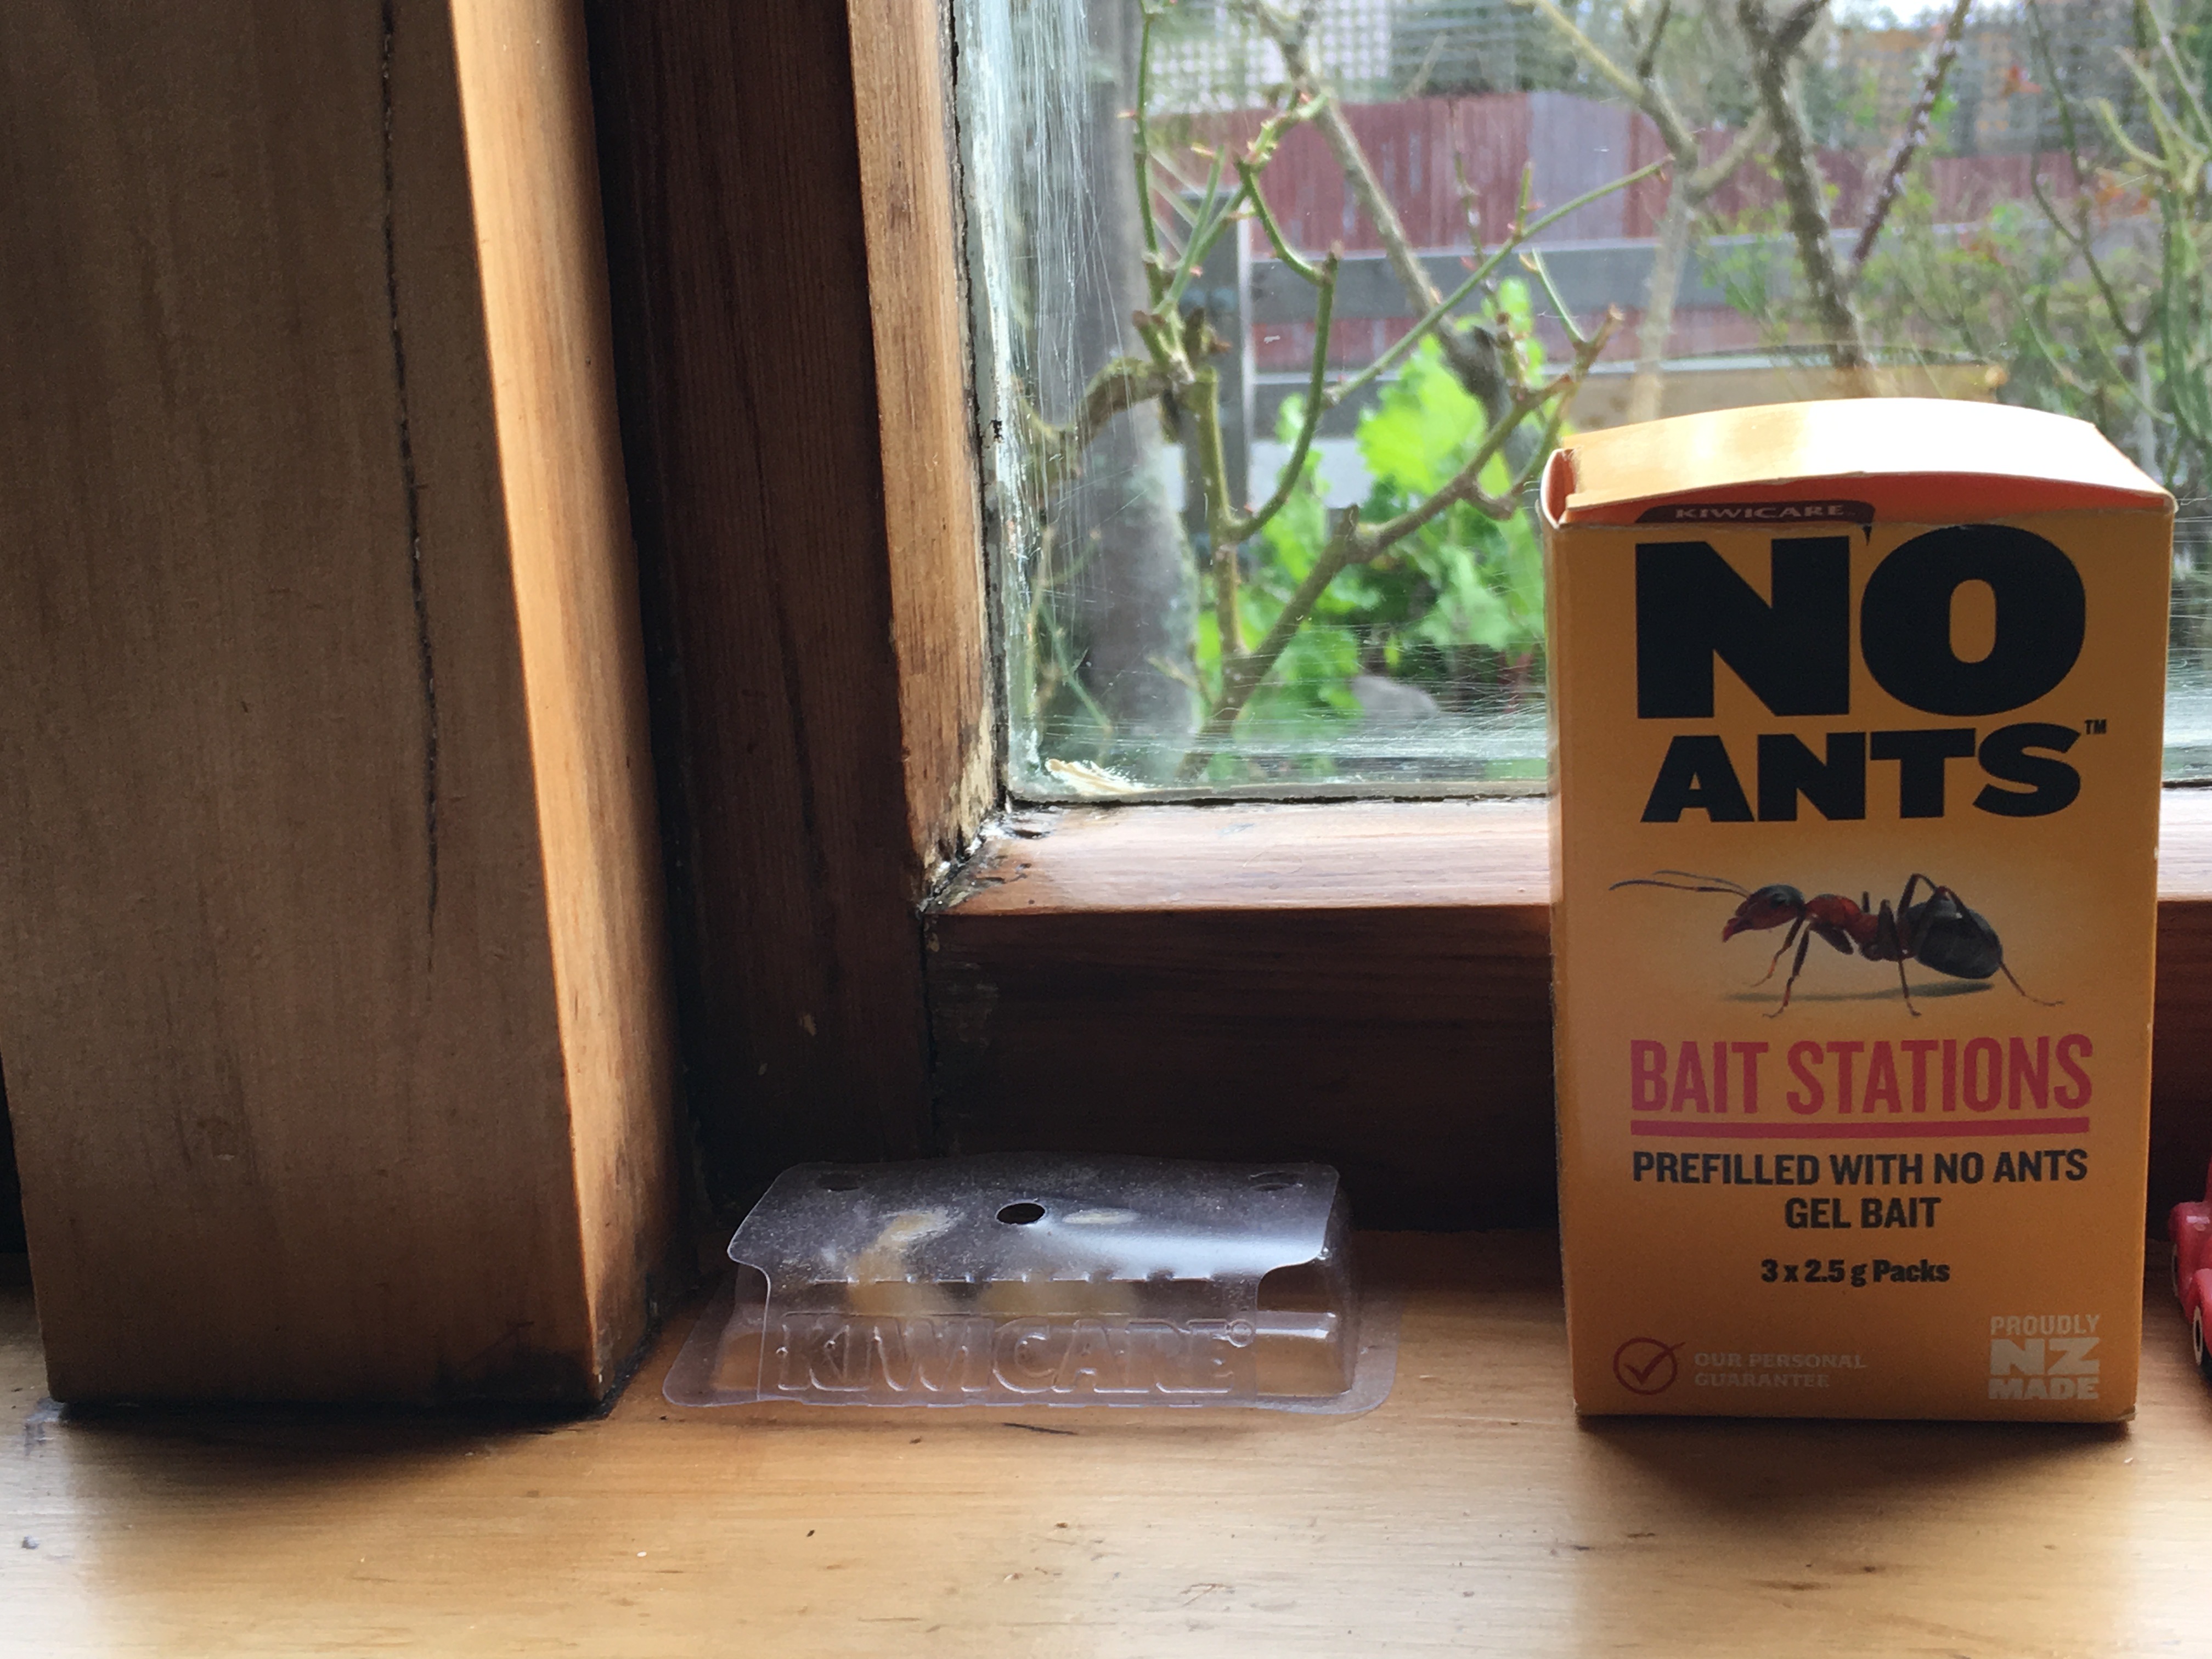 KIWICARE
KIWICARE
NO
ANTS™
BAIT STATIONS
PREFILLED WITH NO ANTS
GEL BAIT
3 x 2.5 g Packs
OUR PERSONAL
GUARANTEE
PROUDLY
NZ
MADE